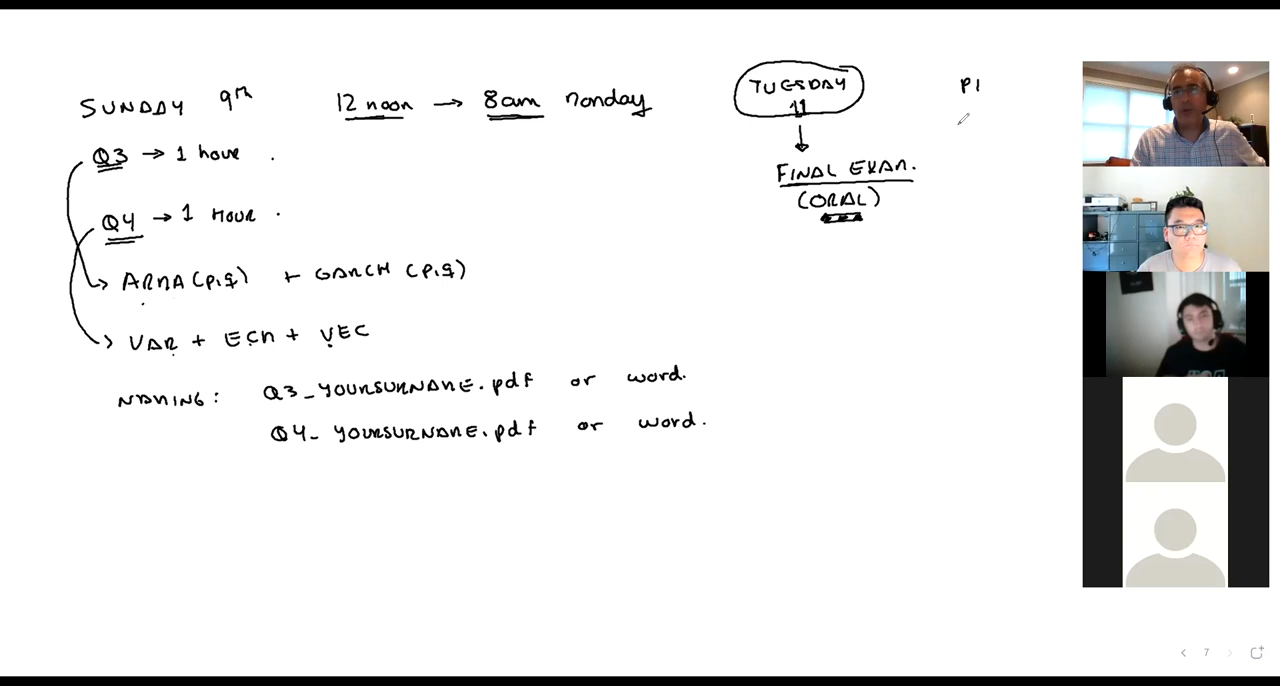 SUNDAY 9th 12 noon → 8am Monday
Q3 → 1 hour.
Q4 → 1 HOUR.
ARMA (p,q) + GARCH (p,q)
VAR + ECM + VEC
NAMING: Q3_YOURSURNAME.pdf or word.
Q4_YOURSURNAME.pdf or word.
TUESDAY
11
FINAL EXAM.
(ORAL)
P1
7